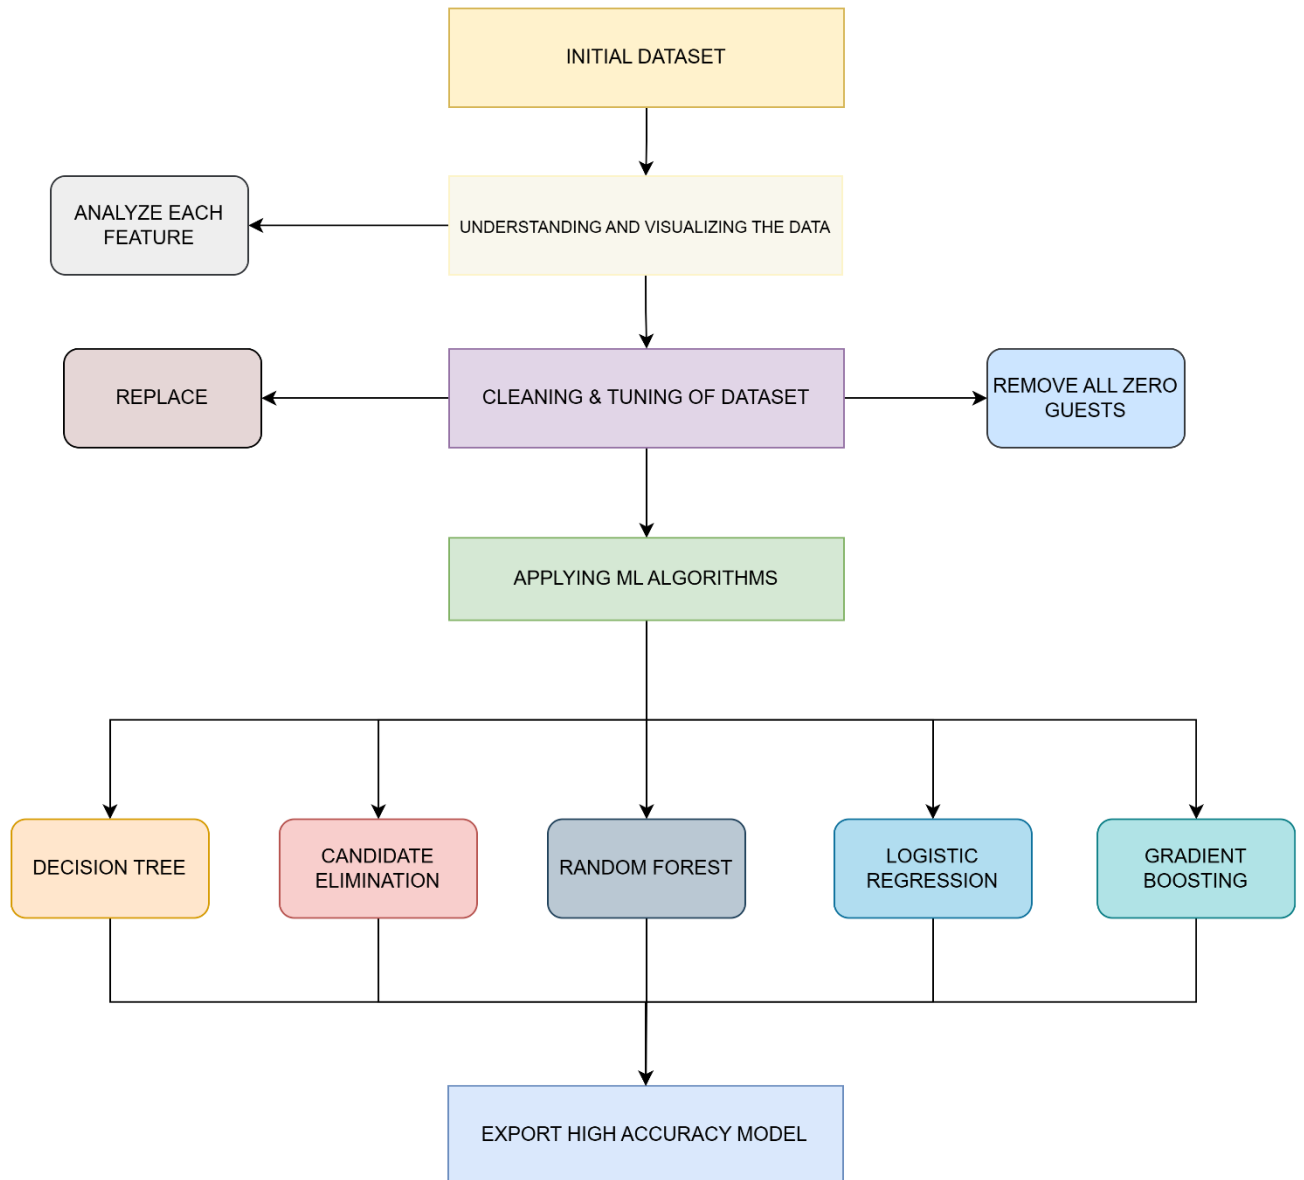 INITIAL DATASET
ANALYZE EACH
FEATURE
UNDERSTANDING AND VISUALIZING THE DATA
REPLACE
CLEANING & TUNING OF DATASET
REMOVE ALL ZERO
GUESTS
APPLYING ML ALGORITHMS
DECISION TREE
CANDIDATE
ELIMINATION
RANDOM FOREST
LOGISTIC
REGRESSION
GRADIENT
BOOSTING
EXPORT HIGH ACCURACY MODEL